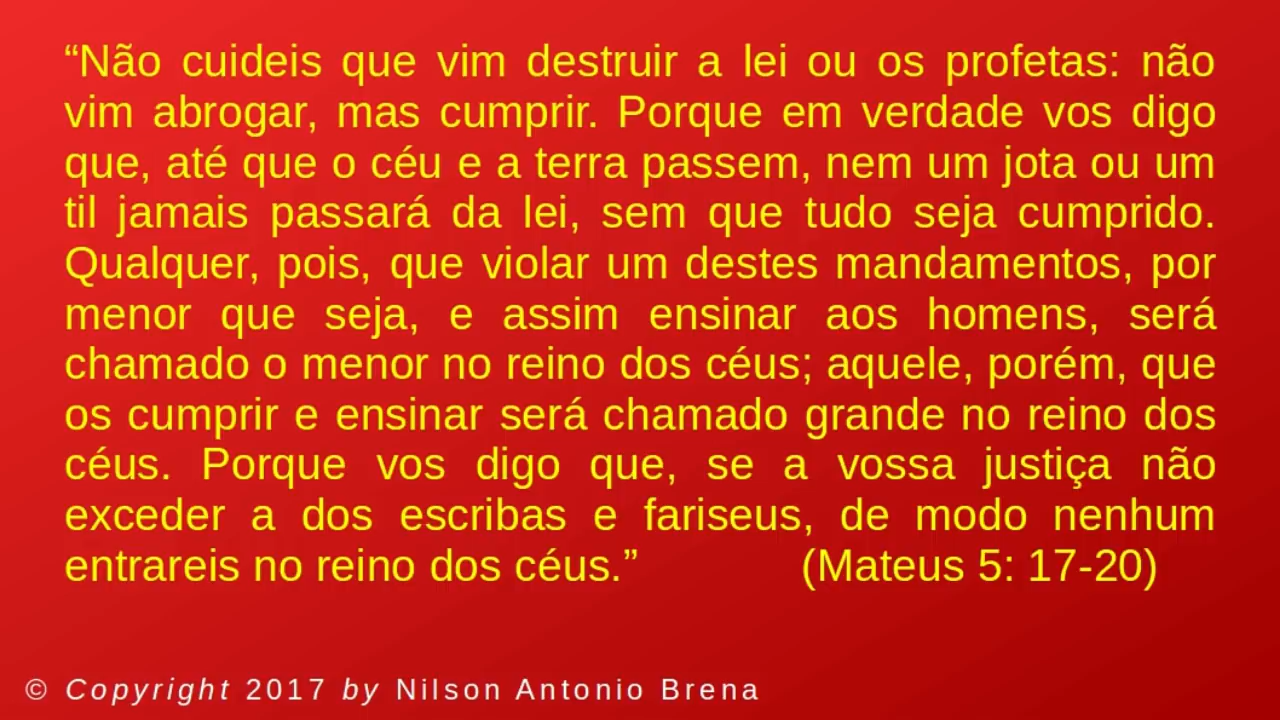 “Não cuideis que vim destruir a lei ou os profetas: não
vim abrogar, mas cumprir. Porque em verdade vos digo
que, até que o céu e a terra passem, nem um jota ou um
til jamais passará da lei, sem que tudo seja cumprido.
Qualquer, pois, que violar um destes mandamentos, por
menor que seja, e assim ensinar aos homens, será
chamado o menor no reino dos céus; aquele, porém, que
os cumprir e ensinar será chamado grande no reino dos
céus. Porque vos digo que, se a vossa justiça não
exceder a dos escribas e fariseus, de modo nenhum
entrareis no reino dos céus.” (Mateus 5: 17-20)
© Copyright 2017 by Nilson Antonio Brena